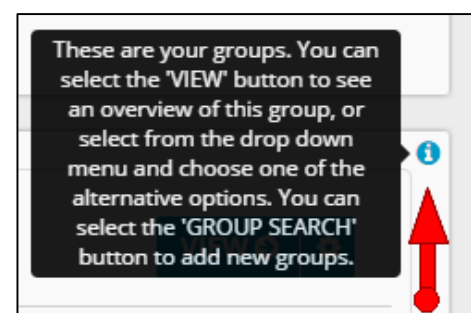 These are your groups. You can
select the 'VIEW' button to see
an overview of this group, or
select from the drop down
menu and choose one of the
alternative options. You can
select the 'GROUP SEARCH'
button to add new groups.